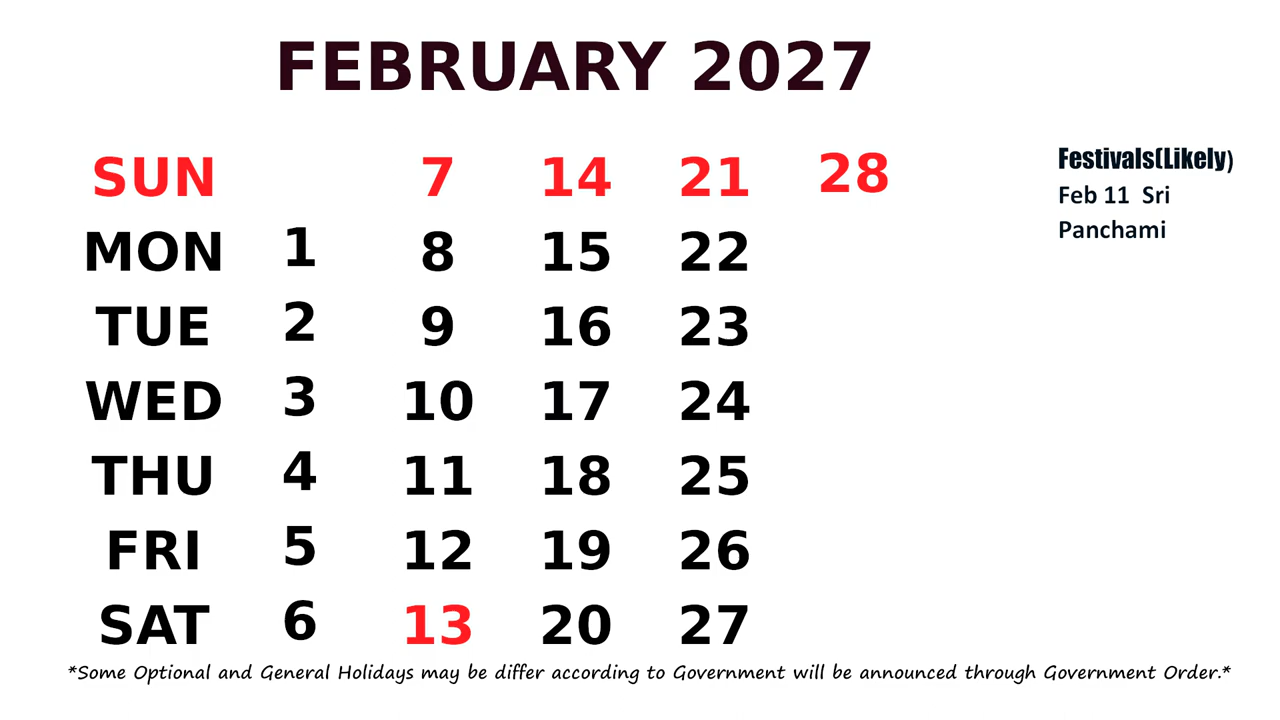 FEBRUARY 2027
SUN 7 14 21 28
MON 1 8 15 22
TUE 2 9 16 23
WED 3 10 17 24
THU 4 11 18 25
FRI 5 12 19 26
SAT 6 13 20 27
Festivals(Likely)
Feb 11 Sri
Panchami
*Some Optional and General Holidays may be differ according to Government will be announced through Government Order.*